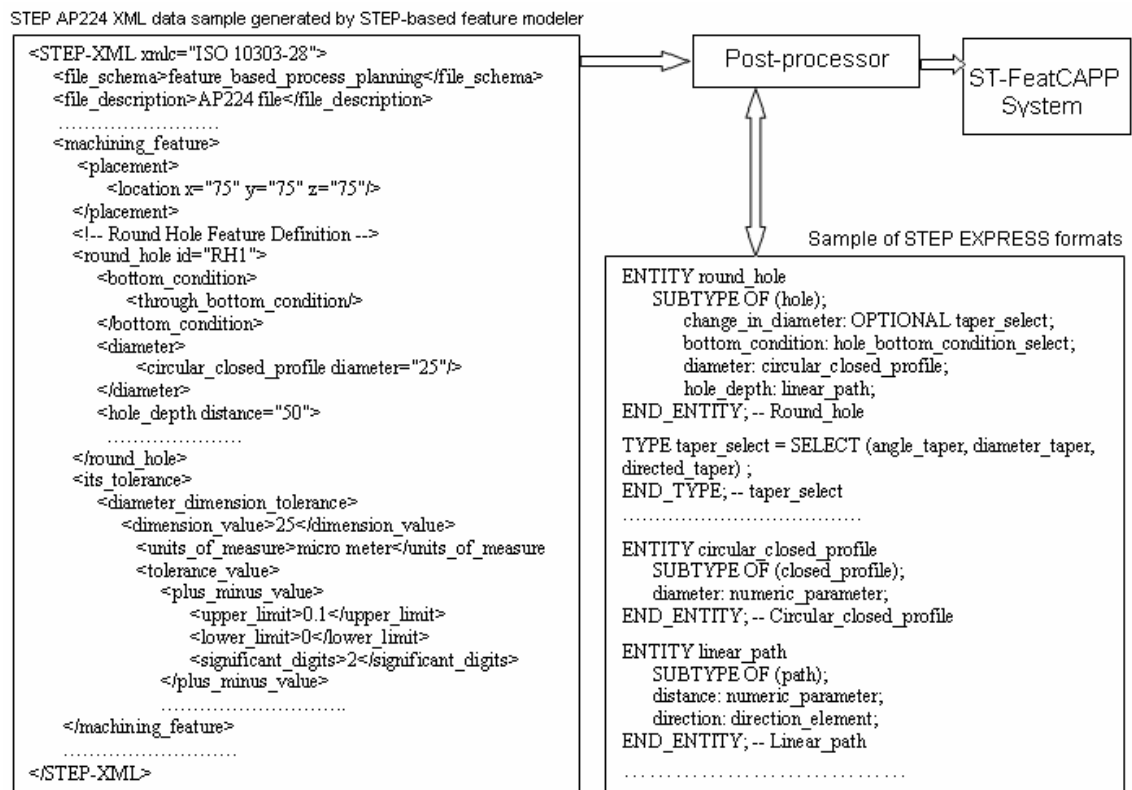 STEP AP224 XML data sample generated by STEP-based feature modeler
<STEP-XML xmlc="ISO 10303-28">
<file_schema>feature_based_process_planning</file_schema>
<file_description>AP224 file</file_description>
.........................
<machining_feature>
<placement>
<location x="75" y="75" z="75"/>
</placement>
<!-- Round Hole Feature Definition -->
<round_hole id="RH1">
<bottom_condition>
<through_bottom_condition/>
</bottom_condition>
<diameter>
<circular_closed_profile diameter="25"/>
</diameter>
<hole_depth distance="50">
.....................
</round_hole>
<its_tolerance>
<diameter_dimension_tolerance>
<dimension_value>25</dimension_value>
<units_of_measure>micro meter</units_of_measure
<tolerance_value>
<plus_minus_value>
<upper_limit>0.1</upper_limit>
<lower_limit>0</lower_limit>
<significant_digits>2</significant_digits>
</plus_minus_value>
............................
</machining_feature>
...........................
</STEP-XML>
Post-processor
ST-FeatCAPP
System
Sample of STEP EXPRESS formats
ENTITY round_hole
SUBTYPE OF (hole);
change_in_diameter: OPTIONAL taper_select;
bottom_condition: hole_bottom_condition_select;
diameter: circular_closed_profile;
hole_depth: linear_path;
END_ENTITY; -- Round_hole
TYPE taper_select = SELECT (angle_taper, diameter_taper,
directed_taper) ;
END_TYPE; -- taper_select
....................................
ENTITY circular_closed_profile
SUBTYPE OF (closed_profile);
diameter: numeric_parameter;
END_ENTITY; -- Circular_closed_profile
ENTITY linear_path
SUBTYPE OF (path);
distance: numeric_parameter;
direction: direction_element;
END_ENTITY; -- Linear_path
................................